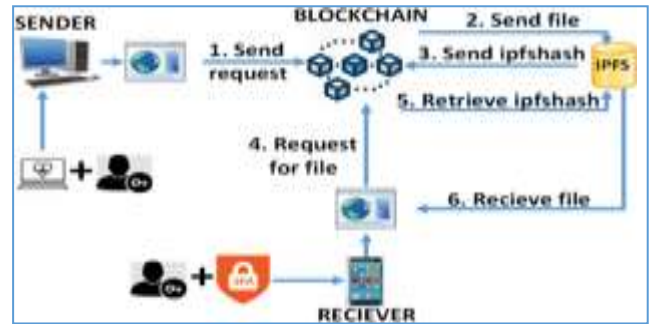 SENDER
BLOCKCHAIN
2. Send file
1. Send
request
3. Send ipfshash
IPFS
5. Retrieve ipfshash
4. Request
for file
6. Recieve file
RECIEVER